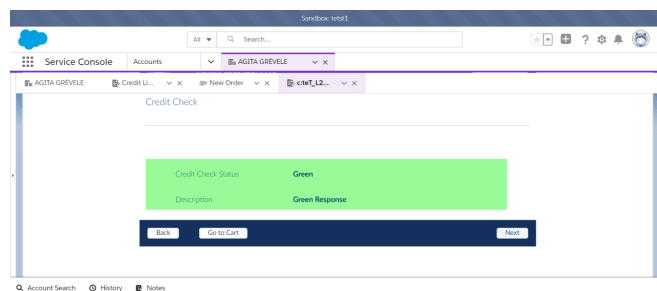 Sandbox: tetst1
All Search...
Service Console Accounts AGITA GRĒVELE
AGITA GRĒVELE Credit Li... New Order c:teT_L2...
Credit Check
Credit Check Status Green
Description Green Response
Back Go to Cart Next
Account Search History Notes